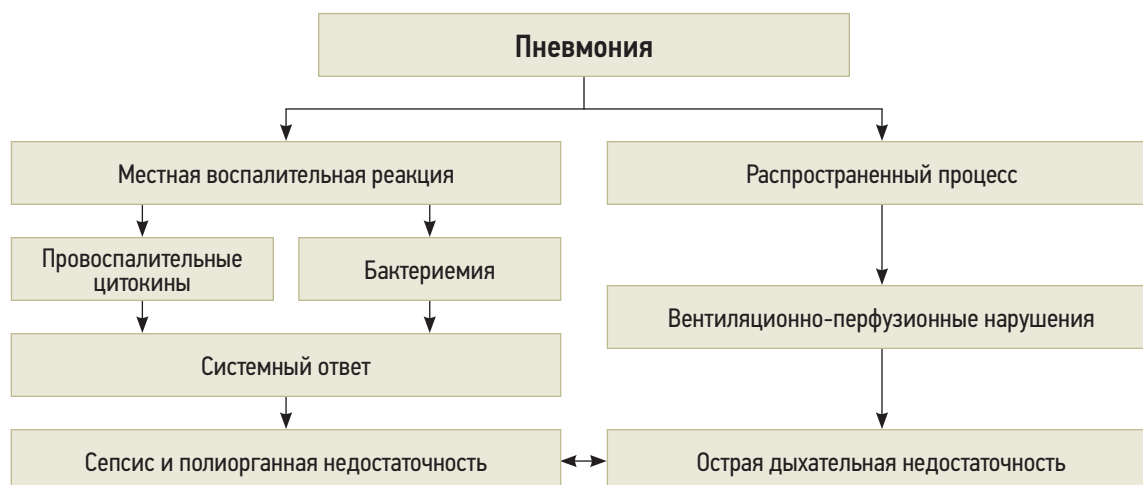 Пневмония
Местная воспалительная реакция
Распространенный процесс
Провоспалительные
цитокины
Бактериемия
Вентиляционно-перфузионные нарушения
Системный ответ
Сепсис и полиорганная недостаточность
Острая дыхательная недостаточность